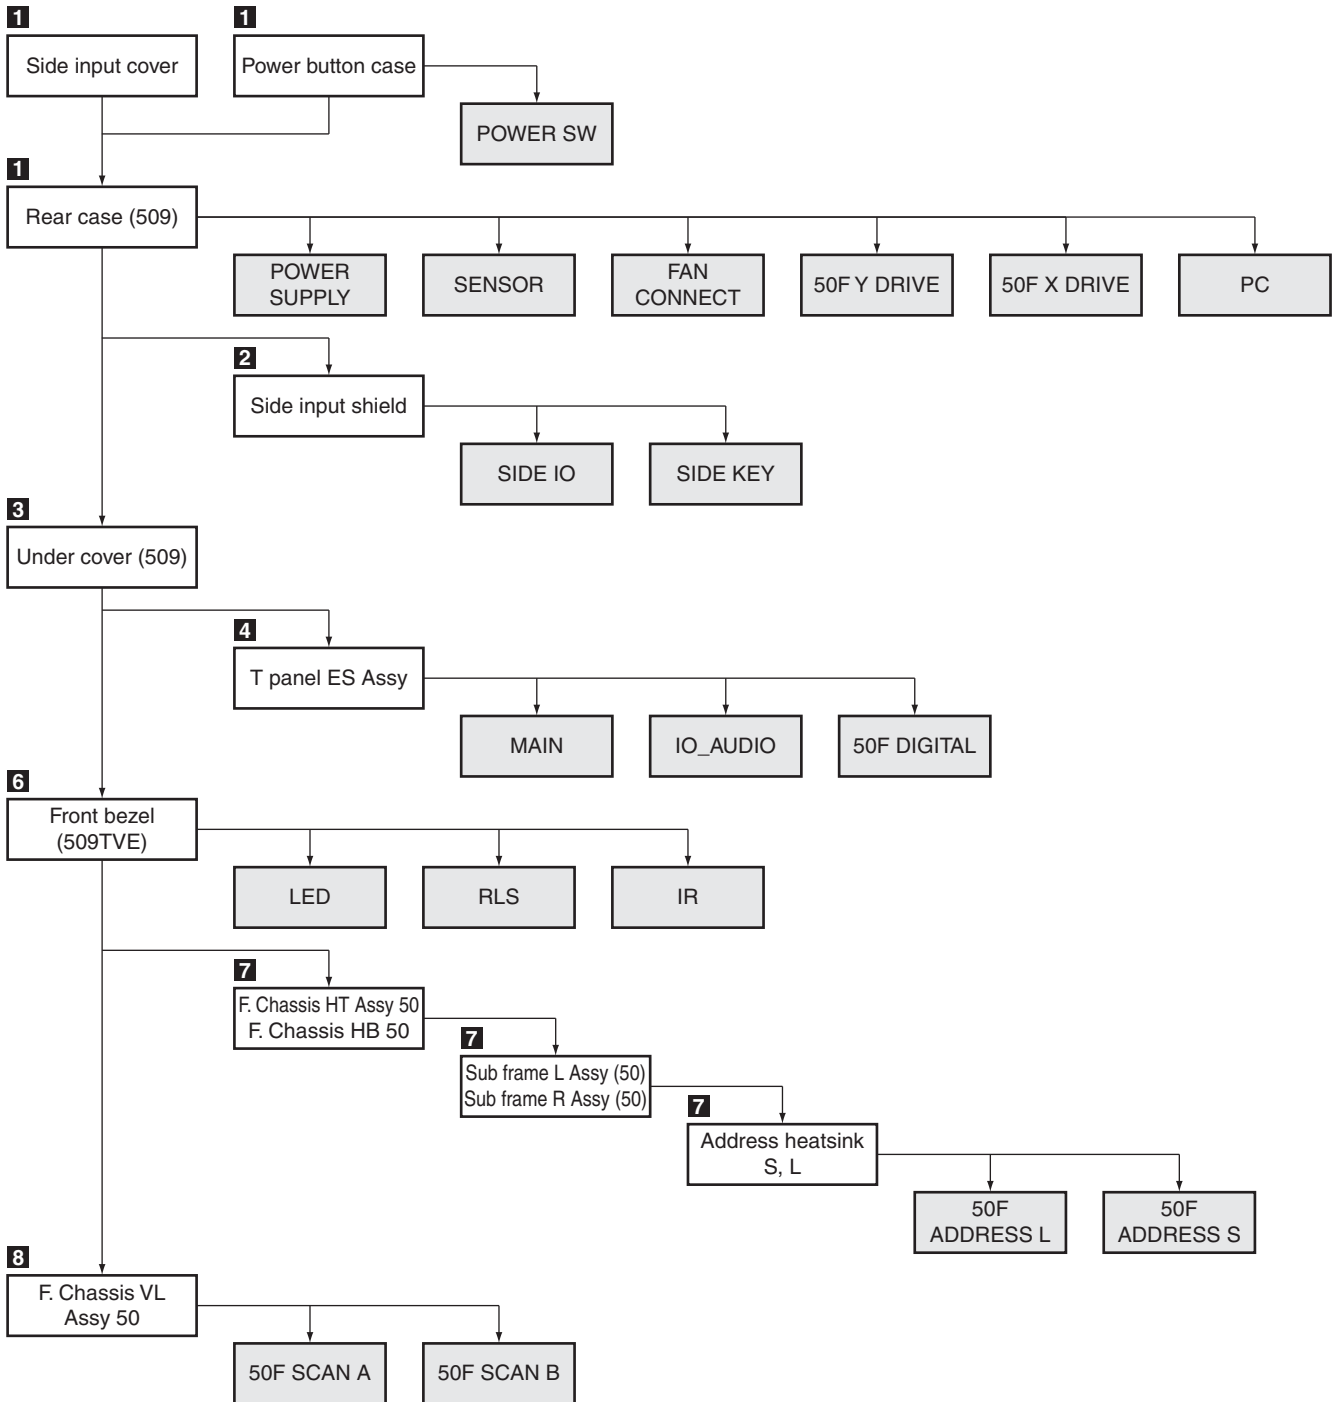 1
1
Side input cover
Power button case
POWER SW
1
Rear case (509)
POWER
SUPPLY
SENSOR
FAN
CONNECT
50F Y DRIVE
50F X DRIVE
PC
2
Side input shield
SIDE IO
SIDE KEY
3
Under cover (509)
4
T panel ES Assy
MAIN
IO_AUDIO
50F DIGITAL
6
Front bezel
(509TVE)
LED
RLS
IR
7
F. Chassis HT Assy 50
F. Chassis HB 50
7
Sub frame L Assy (50)
Sub frame R Assy (50)
7
Address heatsink
S, L
50F
ADDRESS L
50F
ADDRESS S
8
F. Chassis VL
Assy 50
50F SCAN A
50F SCAN B